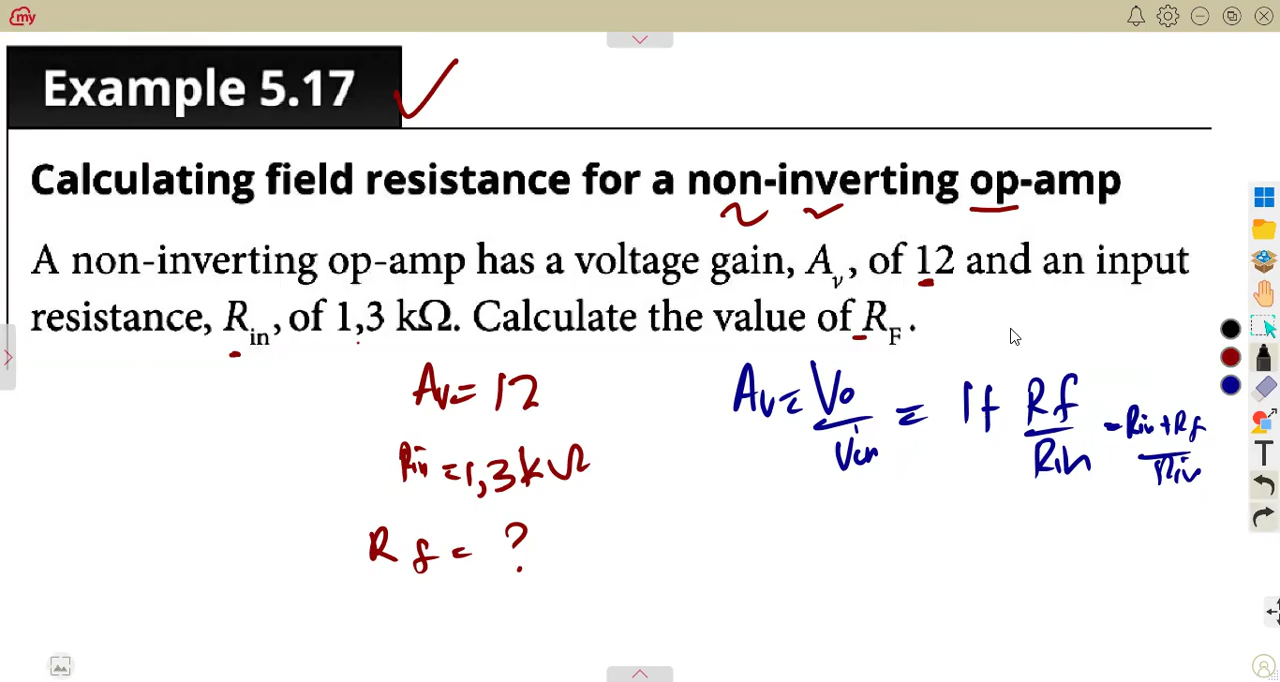 my
Example 5.17
Calculating field resistance for a non-inverting op-amp
A non-inverting op-amp has a voltage gain, Av, of 12 and an input
resistance, Rin, of 1,3 kΩ. Calculate the value of RF.
Av = 12
Rin = 1,3 kΩ
Rf = ?
Av = Vo/Vin = 1+ Rf/Rin = Rin + Rf/Rin
T